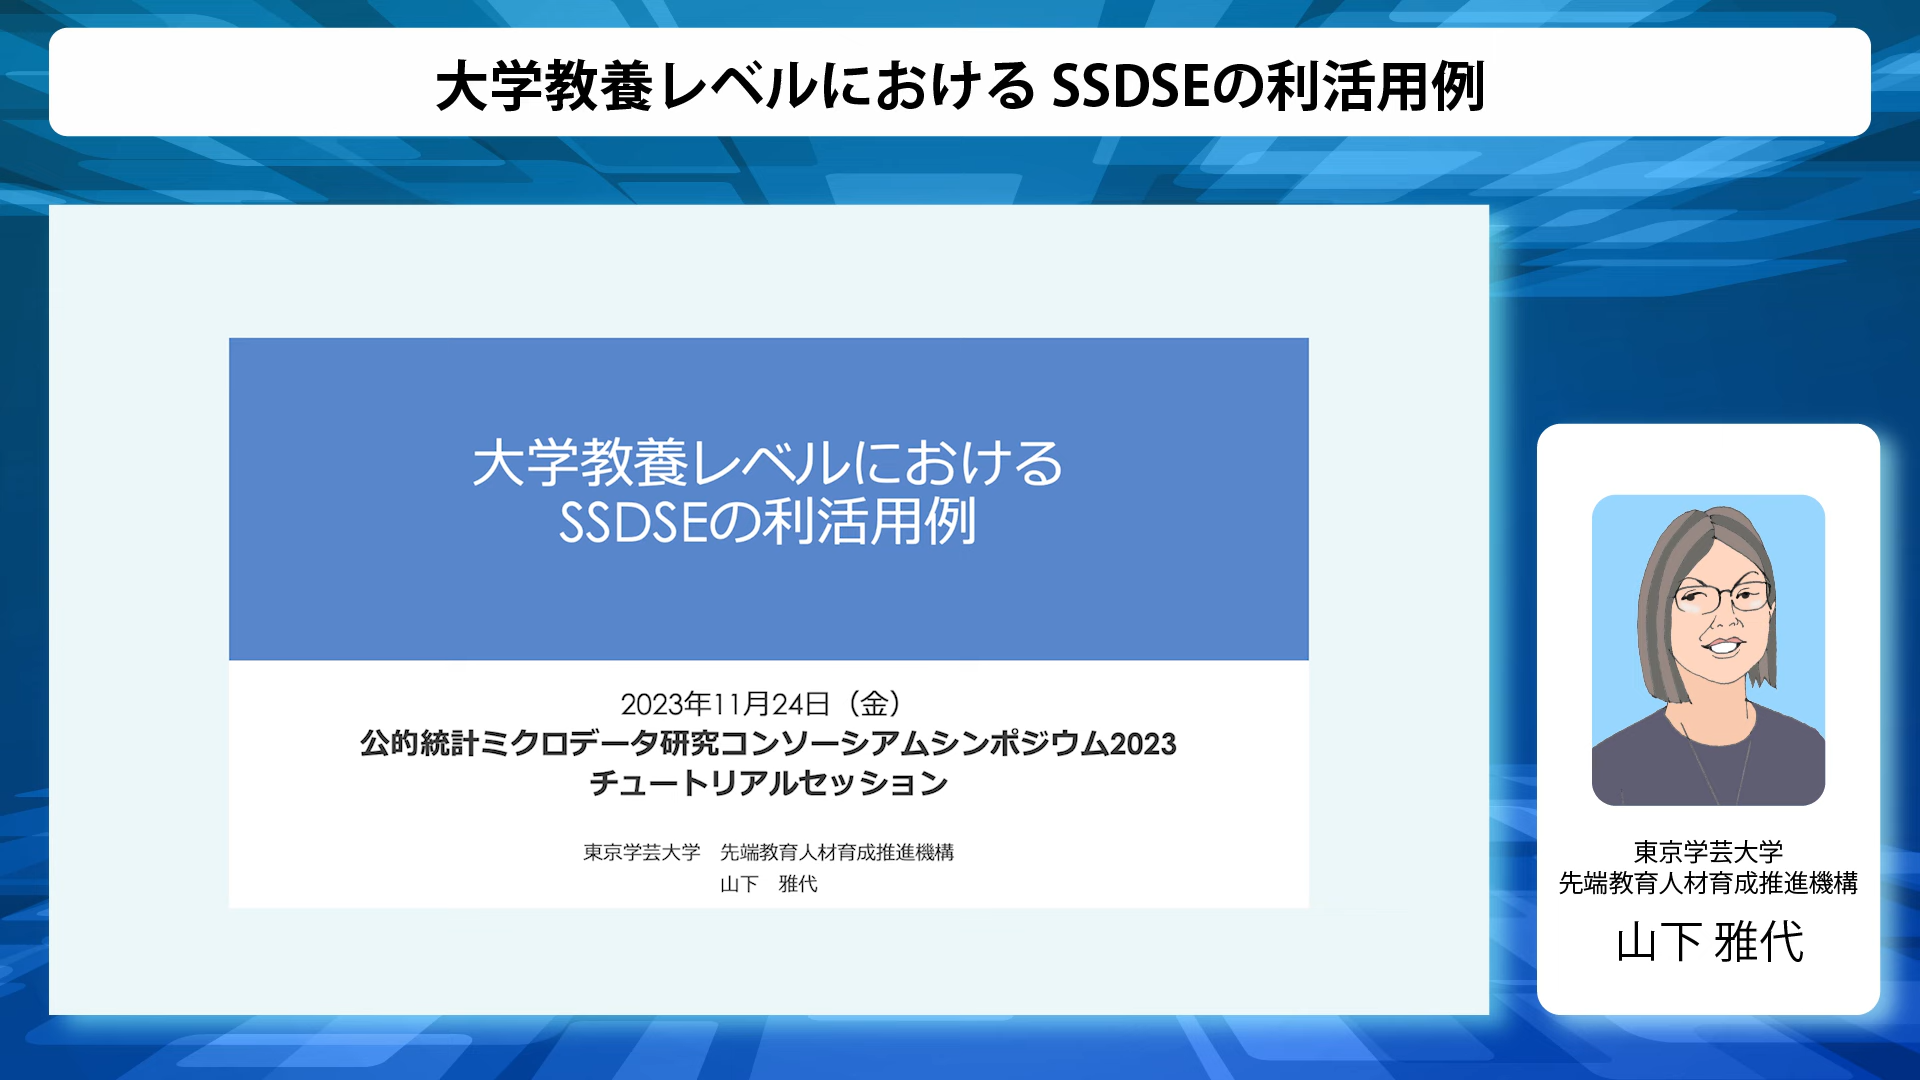 大学教養レベルにおける SSDSEの利活用例
大学教養レベルにおける
SSDSEの利活用例
2023年11月24日（金）
公的統計ミクロデータ研究コンソーシアムシンポジウム2023
チュートリアルセッション
東京学芸大学　先端教育人材育成推進機構
山下　雅代
東京学芸大学
先端教育人材育成推進機構
山下 雅代